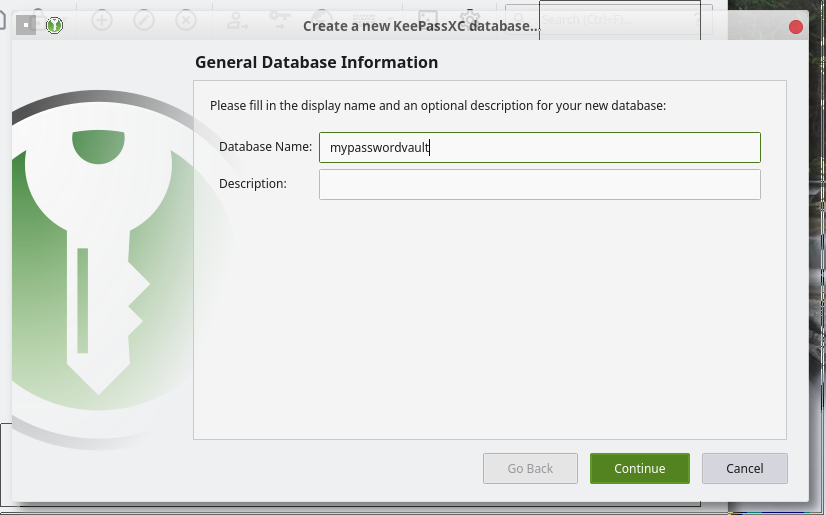 Search (Ctrl+F)...
Create a new KeePassXC database...
General Database Information
Please fill in the display name and an optional description for your new database:
Database Name:
mypasswordvault
Description:
Go Back
Continue
Cancel